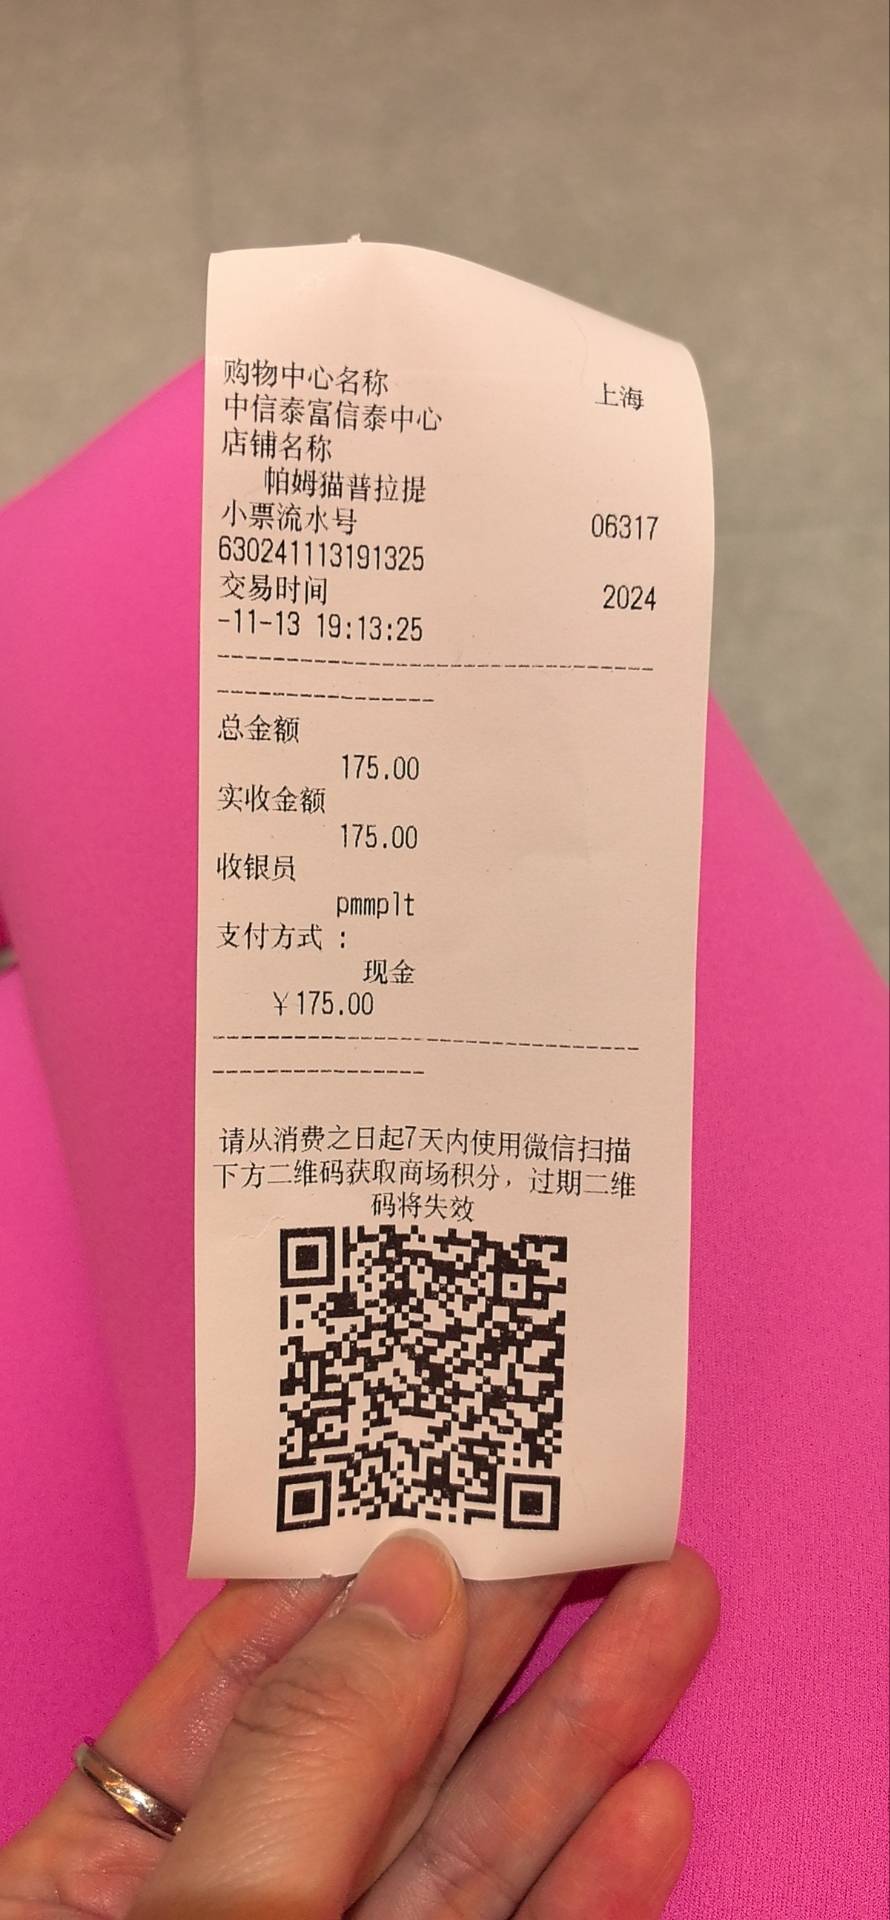 购物中心名称 上海
中信泰富信泰中心
店铺名称
帕姆猫普拉提
小票流水号 06317
630241113191325
交易时间 2024
-11-13 19:13:25
总金额
175.00
实收金额
175.00
收银员
pmmplt
支付方式 :
现金
¥175.00
请从消费之日起7天内使用微信扫描
下方二维码获取商场积分，过期二维
码将失效